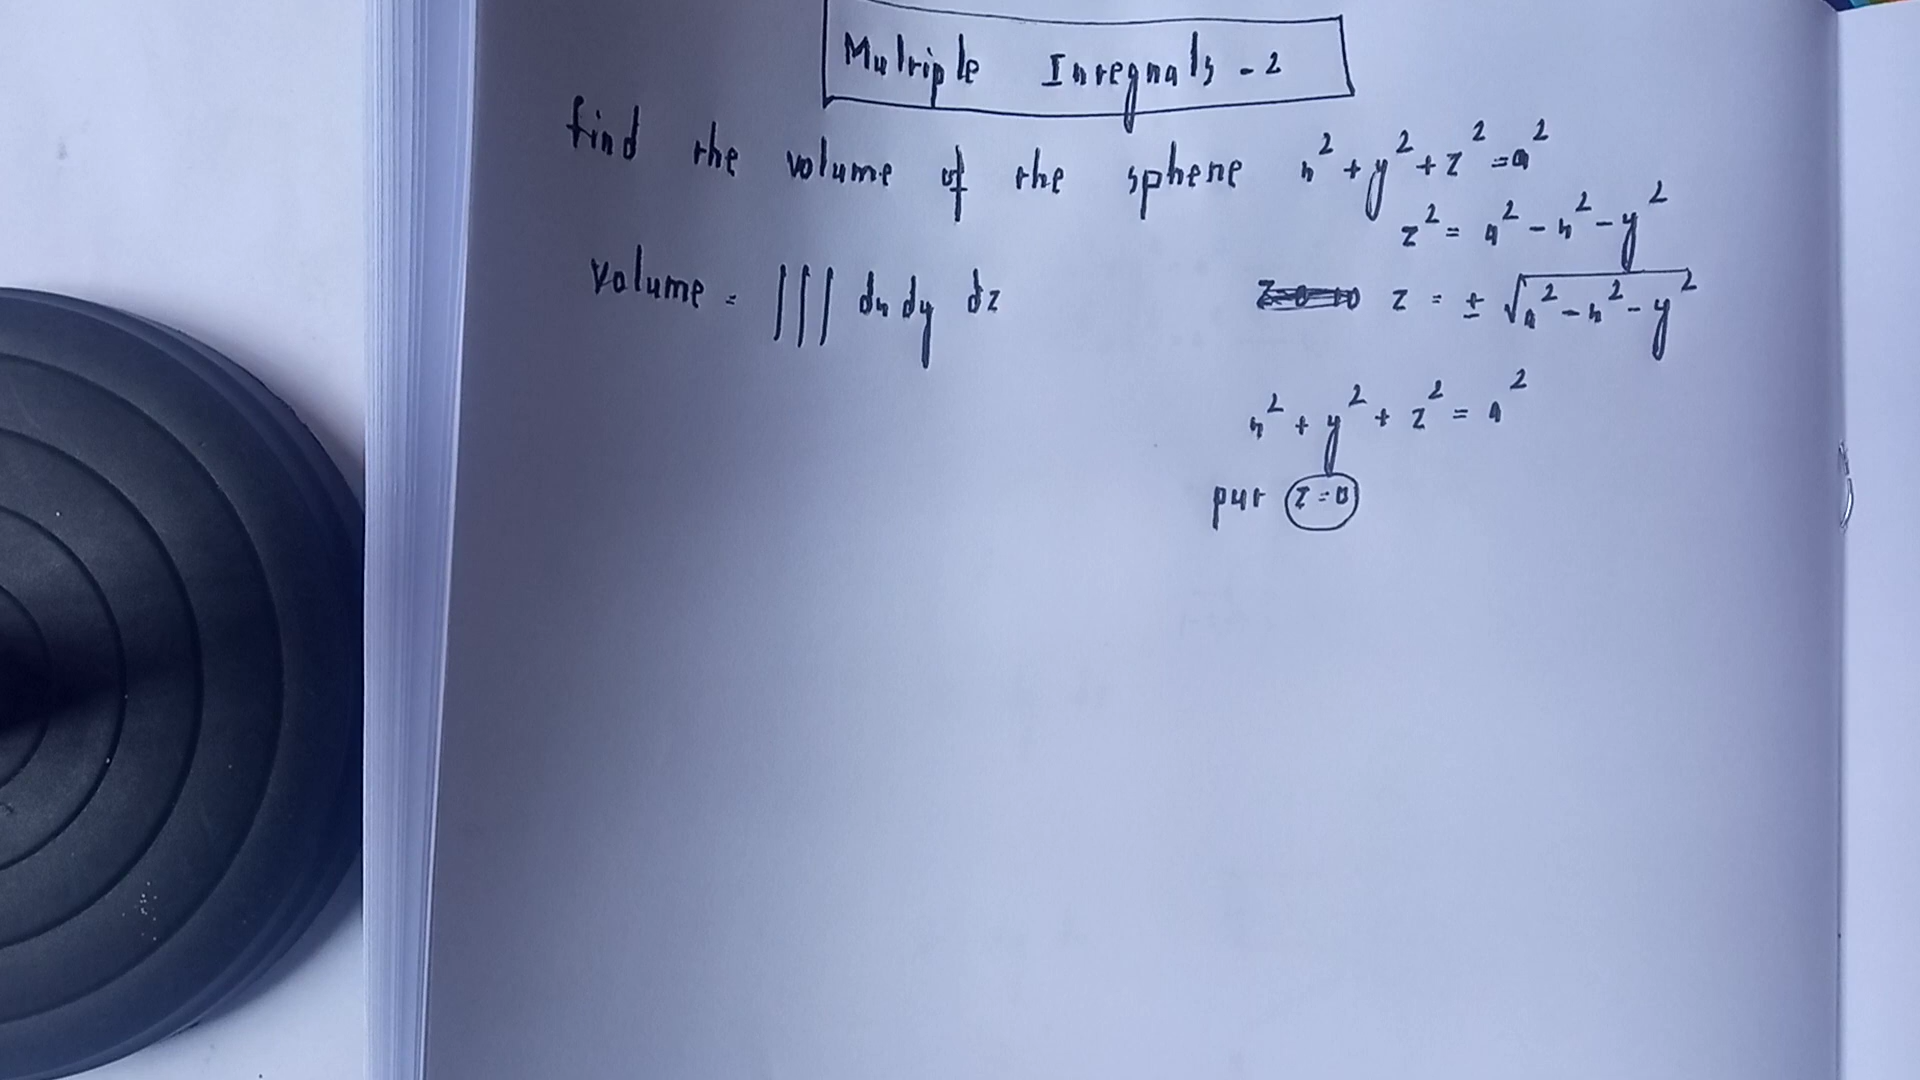 Multiple Integrals - 2
find the volume of the sphere x² + y² + z² = a²
z² = a² - x² - y²
volume = ∫∫∫ dx dy dz
z = ± √a² - x² - y²
x² + y² + z² = a²
put z = 0